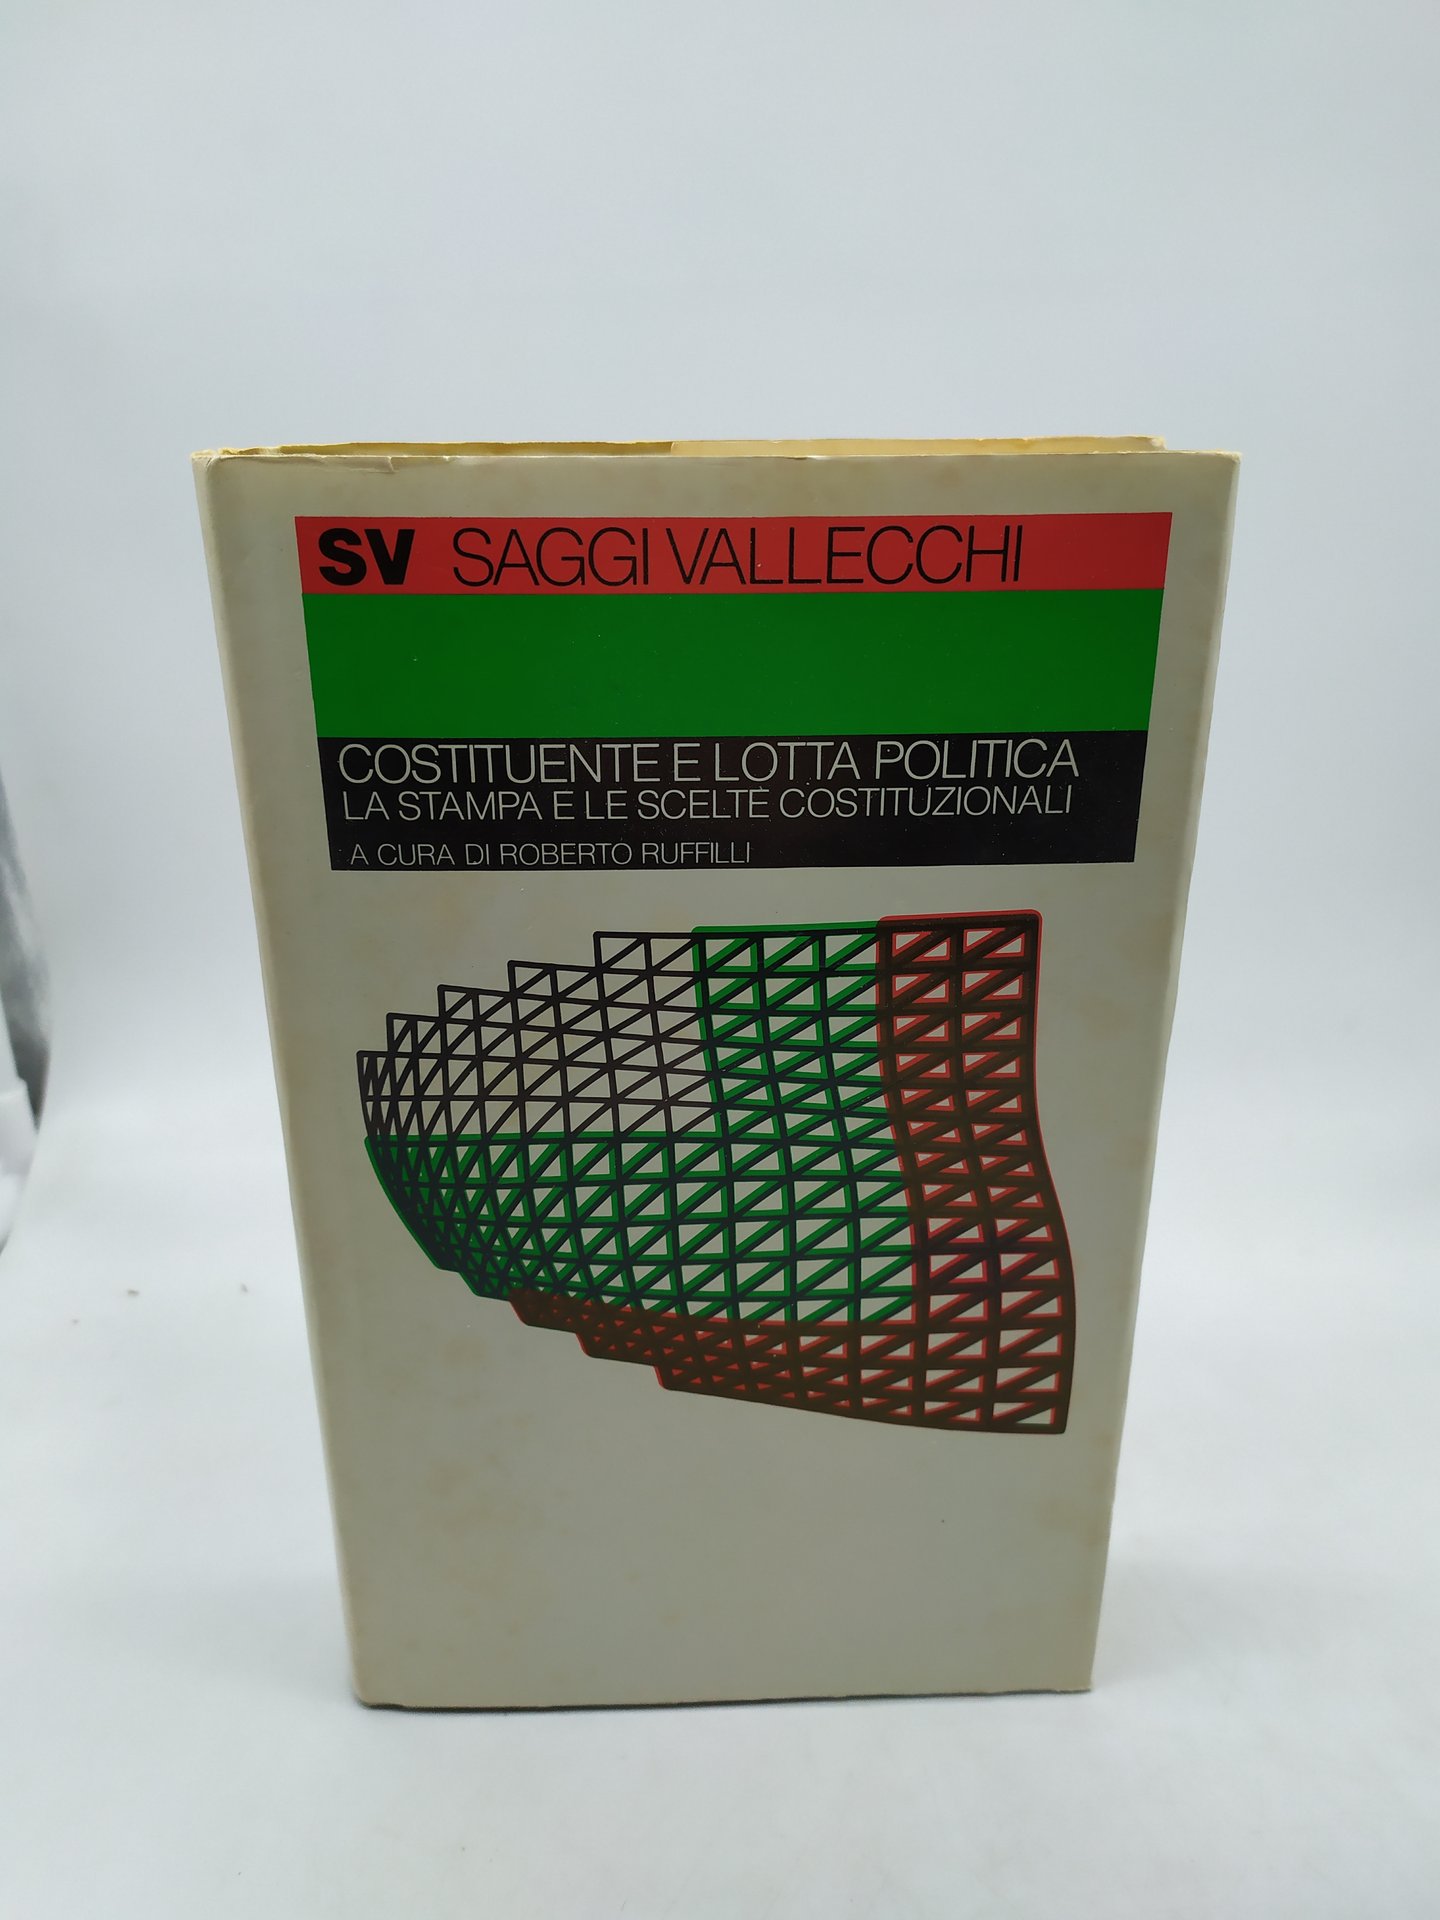 SV SAGGI VALLECCHI
COSTITUENTE E LOTTA POLITICA
LA STAMPA E LE SCELTE COSTITUZIONALI
A CURA DI ROBERTO RUFFILLI